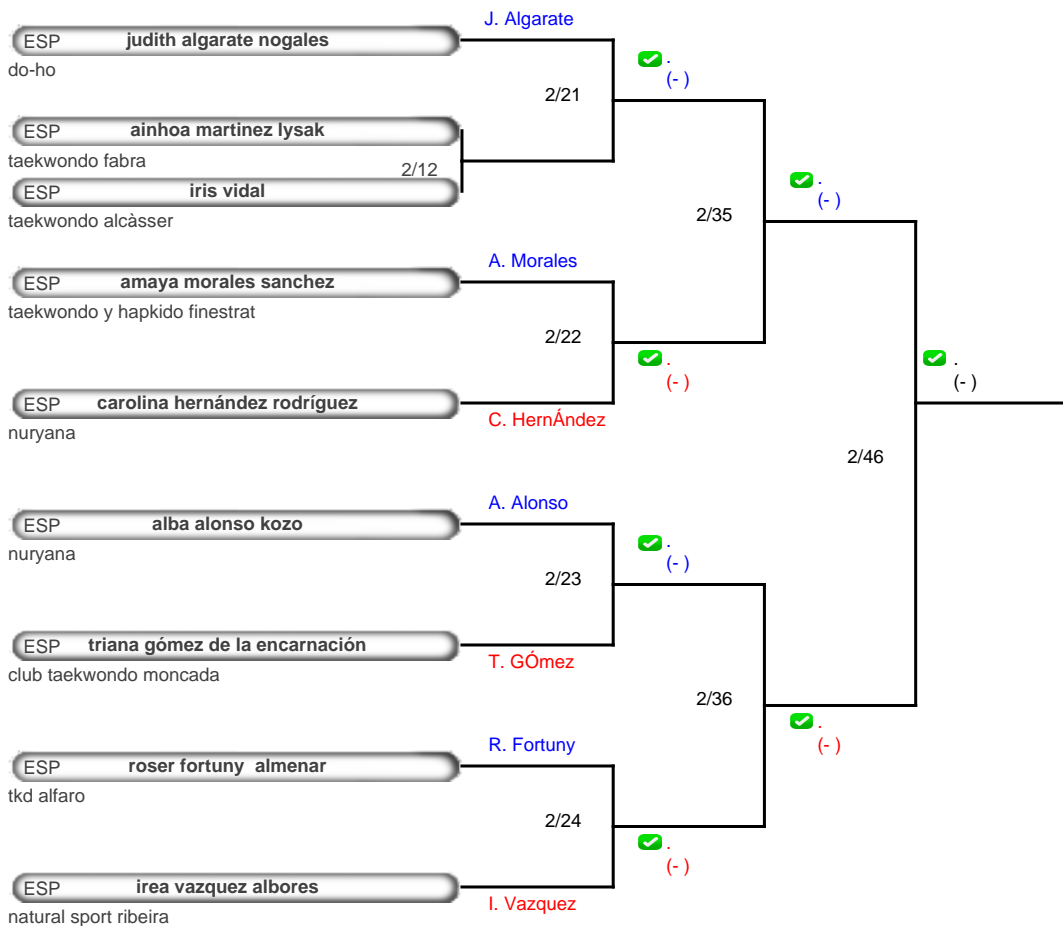 J. Algarate
ESP judith algarate nogales
do-ho
.
(- )
2/21
ESP ainhoa martinez lysak
taekwondo fabra
2/12
ESP iris vidal
taekwondo alcàsser
.
(- )
2/35
A. Morales
ESP amaya morales sanchez
taekwondo y hapkido finestrat
2/22
.
(- )
.
(- )
ESP carolina hernández rodríguez
nuryana
C. HernÁndez
2/46
A. Alonso
ESP alba alonso kozo
nuryana
.
(- )
2/23
ESP triana gómez de la encarnación
club taekwondo moncada
T. GÓmez
2/36
.
(- )
R. Fortuny
ESP roser fortuny  almenar
tkd alfaro
2/24
.
(- )
ESP irea vazquez albores
natural sport ribeira
I. Vazquez